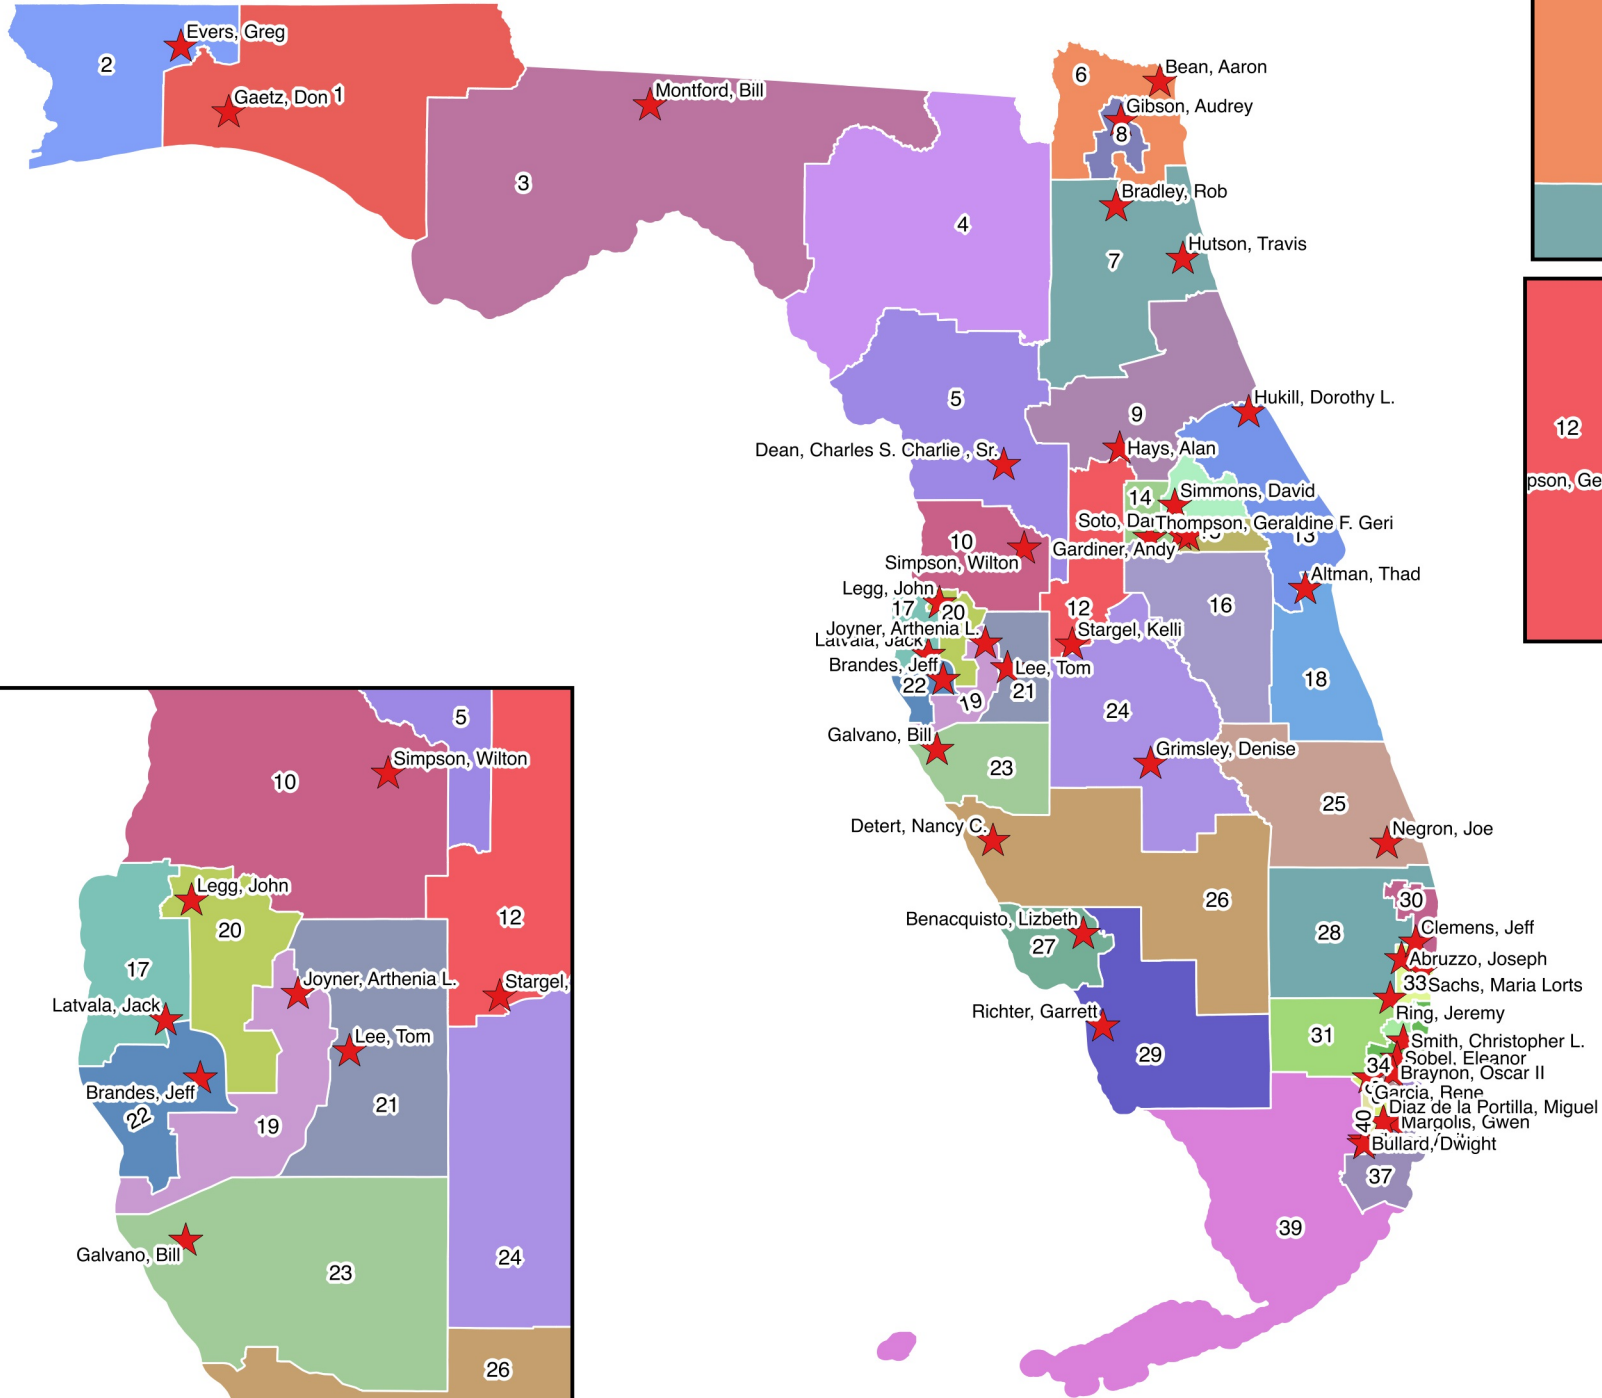 Evers, Greg
2
Gaetz, Don
1
Montford, Bill
3
4
6
Bean, Aaron
Gibson, Audrey
8
Bradley, Rob
Hutson, Travis
7
5
9
Hukill, Dorothy L.
Dean, Charles S. Charlie , Sr.
Hays, Alan
12
14
Simmons, David
Soto, Da
Thompson, Geraldine F. Geri
13
pson, Ge
10
Gardiner, Andy
Simpson, Wilton
Altman, Thad
Legg, John
17
20
12
16
Joyner, Arthenia L.
Stargel, Kelli
Latvala, Jack
Brandes, Jeff
Lee, Tom
22
19
21
18
24
Galvano, Bill
Grimsley, Denise
23
25
Detert, Nancy C.
Negron, Joe
26
30
Benacquisto, Lizbeth
27
28
Clemens, Jeff
Abruzzo, Joseph
33
Sachs, Maria Lorts
Richter, Garrett
Ring, Jeremy
31
Smith, Christopher L.
29
Sobel, Eleanor
34
Braynon, Oscar II
Garcia, Rene
Diaz de la Portilla, Miguel
40
Margolis, Gwen
Bullard, Dwight
37
39
5
Simpson, Wilton
10
Legg, John
12
20
17
Joyner, Arthenia L.
Stargel,
Latvala, Jack
Lee, Tom
Brandes, Jeff
22
21
19
Galvano, Bill
24
23
26